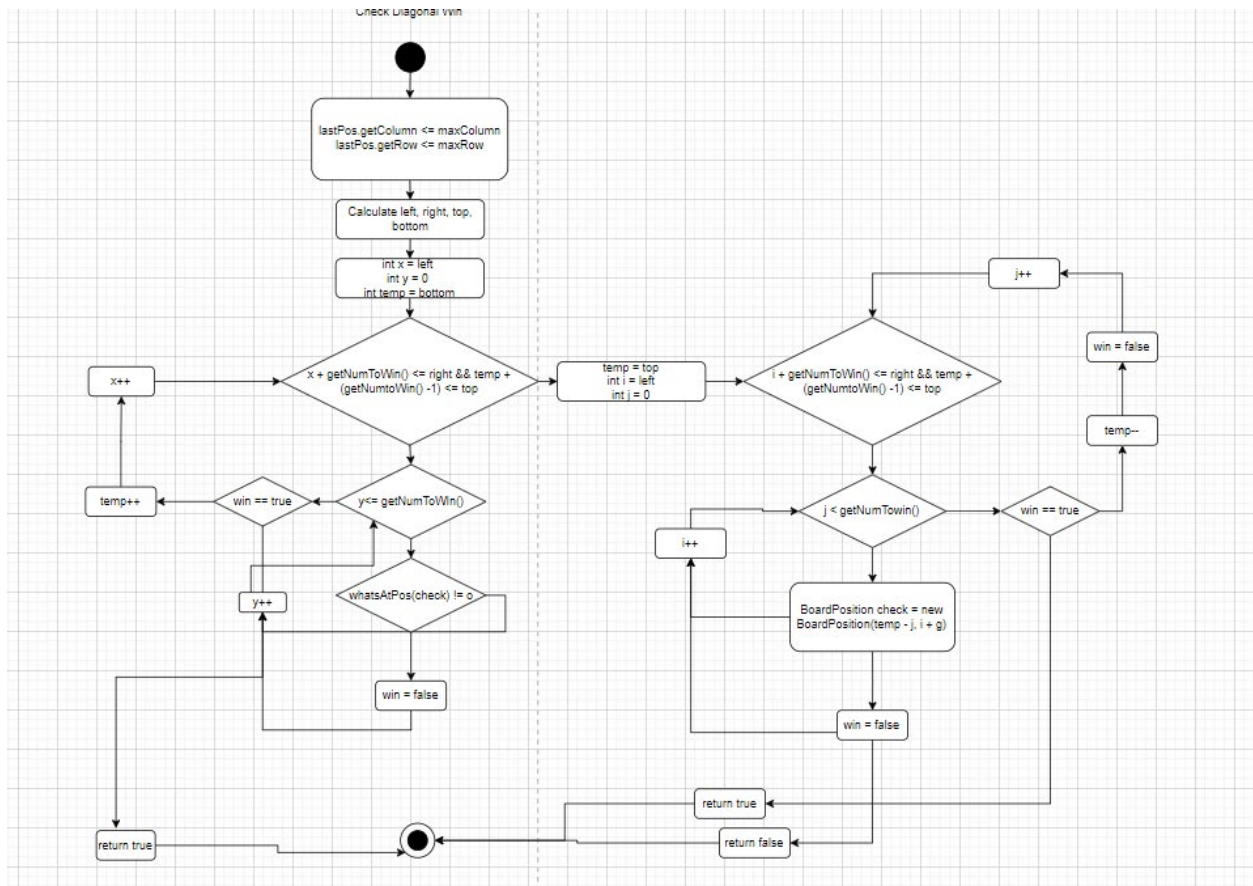 Check Diagonal Win
lastPos.getColumn <= maxColumn
lastPos.getRow <= maxRow
Calculate left, right, top,
bottom
int x = left
int y = 0
int temp = bottom
x + getNumToWin() <= right && temp +
(getNumtoWin() -1) <= top
x++
temp++
win == true
y<= getNumToWIn()
y++
whatsAtPos(check) != o
win = false
return true
temp = top
int i = left
int j = 0
i + getNumToWin() <= right && temp +
(getNumtoWin() -1) <= top
j++
win = false
temp--
j < getNumTowin()
win == true
i++
BoardPosition check = new
BoardPosition(temp - j, i + g)
win = false
return true
return false